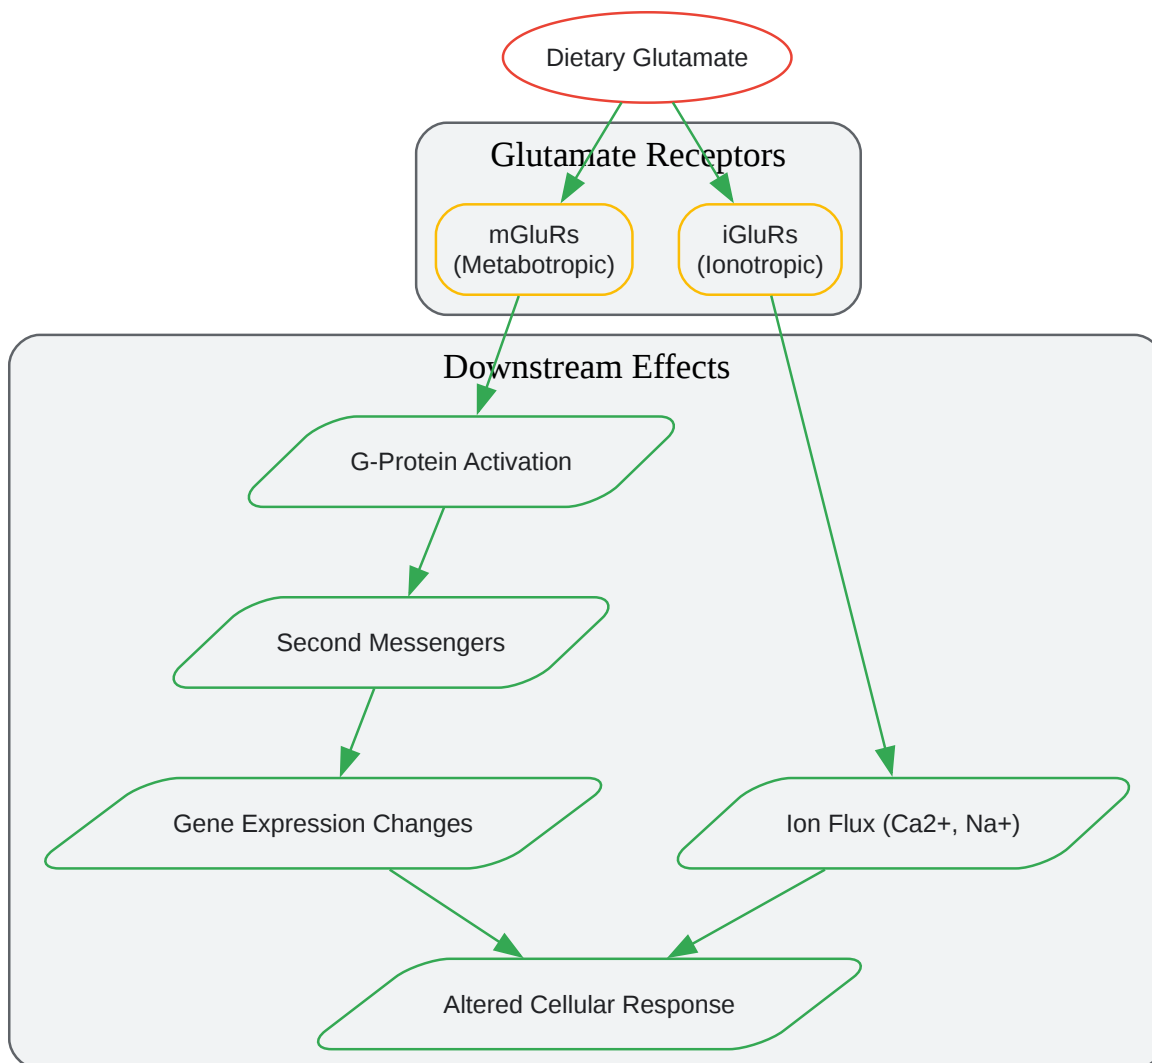 Dietary Glutamate
Glutamate Receptors
mGluRs
(Metabotropic)
iGluRs
(Ionotropic)
Downstream Effects
G-Protein Activation
Second Messengers
Gene Expression Changes
Ion Flux (Ca2+, Na+)
Altered Cellular Response